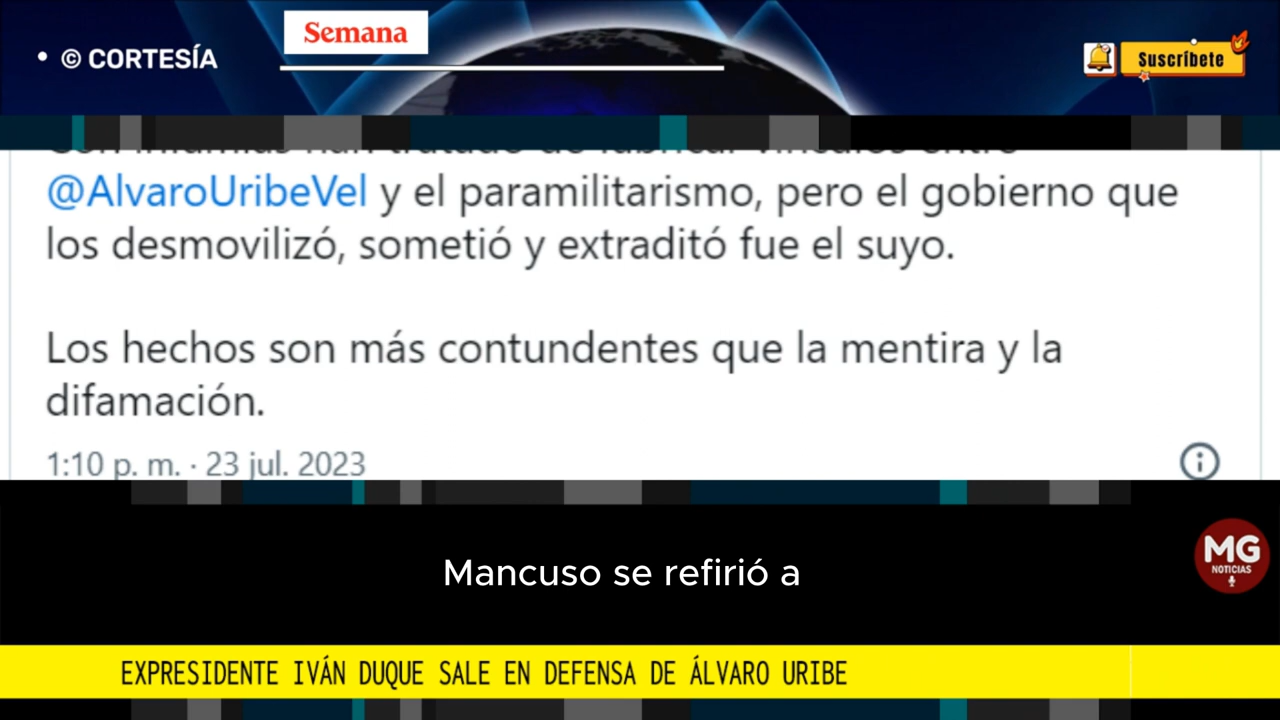 Semana
• © CORTESÍA
Suscríbete
@AlvaroUribeVel y el paramilitarismo, pero el gobierno que
los desmovilizó, sometió y extraditó fue el suyo.
Los hechos son más contundentes que la mentira y la
difamación.
1:10 p. m. · 23 jul. 2023
Mancuso se refirió a
MG
NOTICIAS
EXPRESIDENTE IVÁN DUQUE SALE EN DEFENSA DE ÁLVARO URIBE